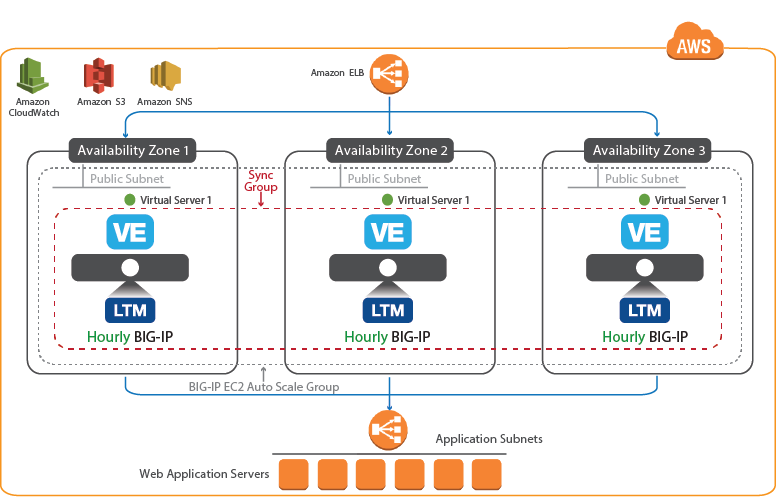 AWS
Amazon
CloudWatch
Amazon S3
Amazon SNS
Amazon ELB
Availability Zone 1
Availability Zone 2
Availability Zone 3
Public Subnet
Public Subnet
Public Subnet
Sync
Group
Virtual Server 1
Virtual Server 1
Virtual Server 1
VE
VE
VE
LTM
LTM
LTM
Hourly BIG-IP
Hourly BIG-IP
Hourly BIG-IP
BIG-IP EC2 Auto Scale Group
Application Subnets
Web Application Servers